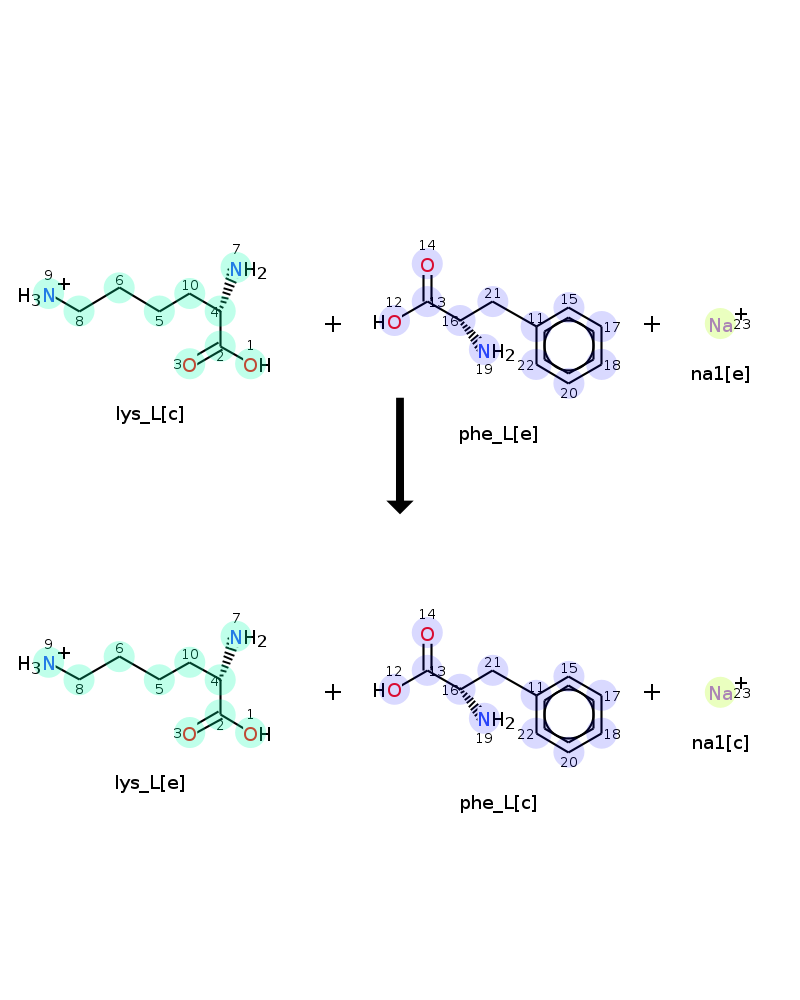 7
9
NH2
6
10
H3N+
8
5
4
1
3O
2
OH
lys_L[c]
+
14
O
12
13
21
15
HO
16
11
17
NH2
22
18
19
20
phe_L[e]
+
Na+
23
na1[e]
7
9
NH2
6
10
H3N+
8
5
4
1
3O
2
OH
lys_L[e]
+
14
O
12
13
21
15
HO
16
11
17
NH2
22
18
19
20
phe_L[c]
+
Na+
23
na1[c]